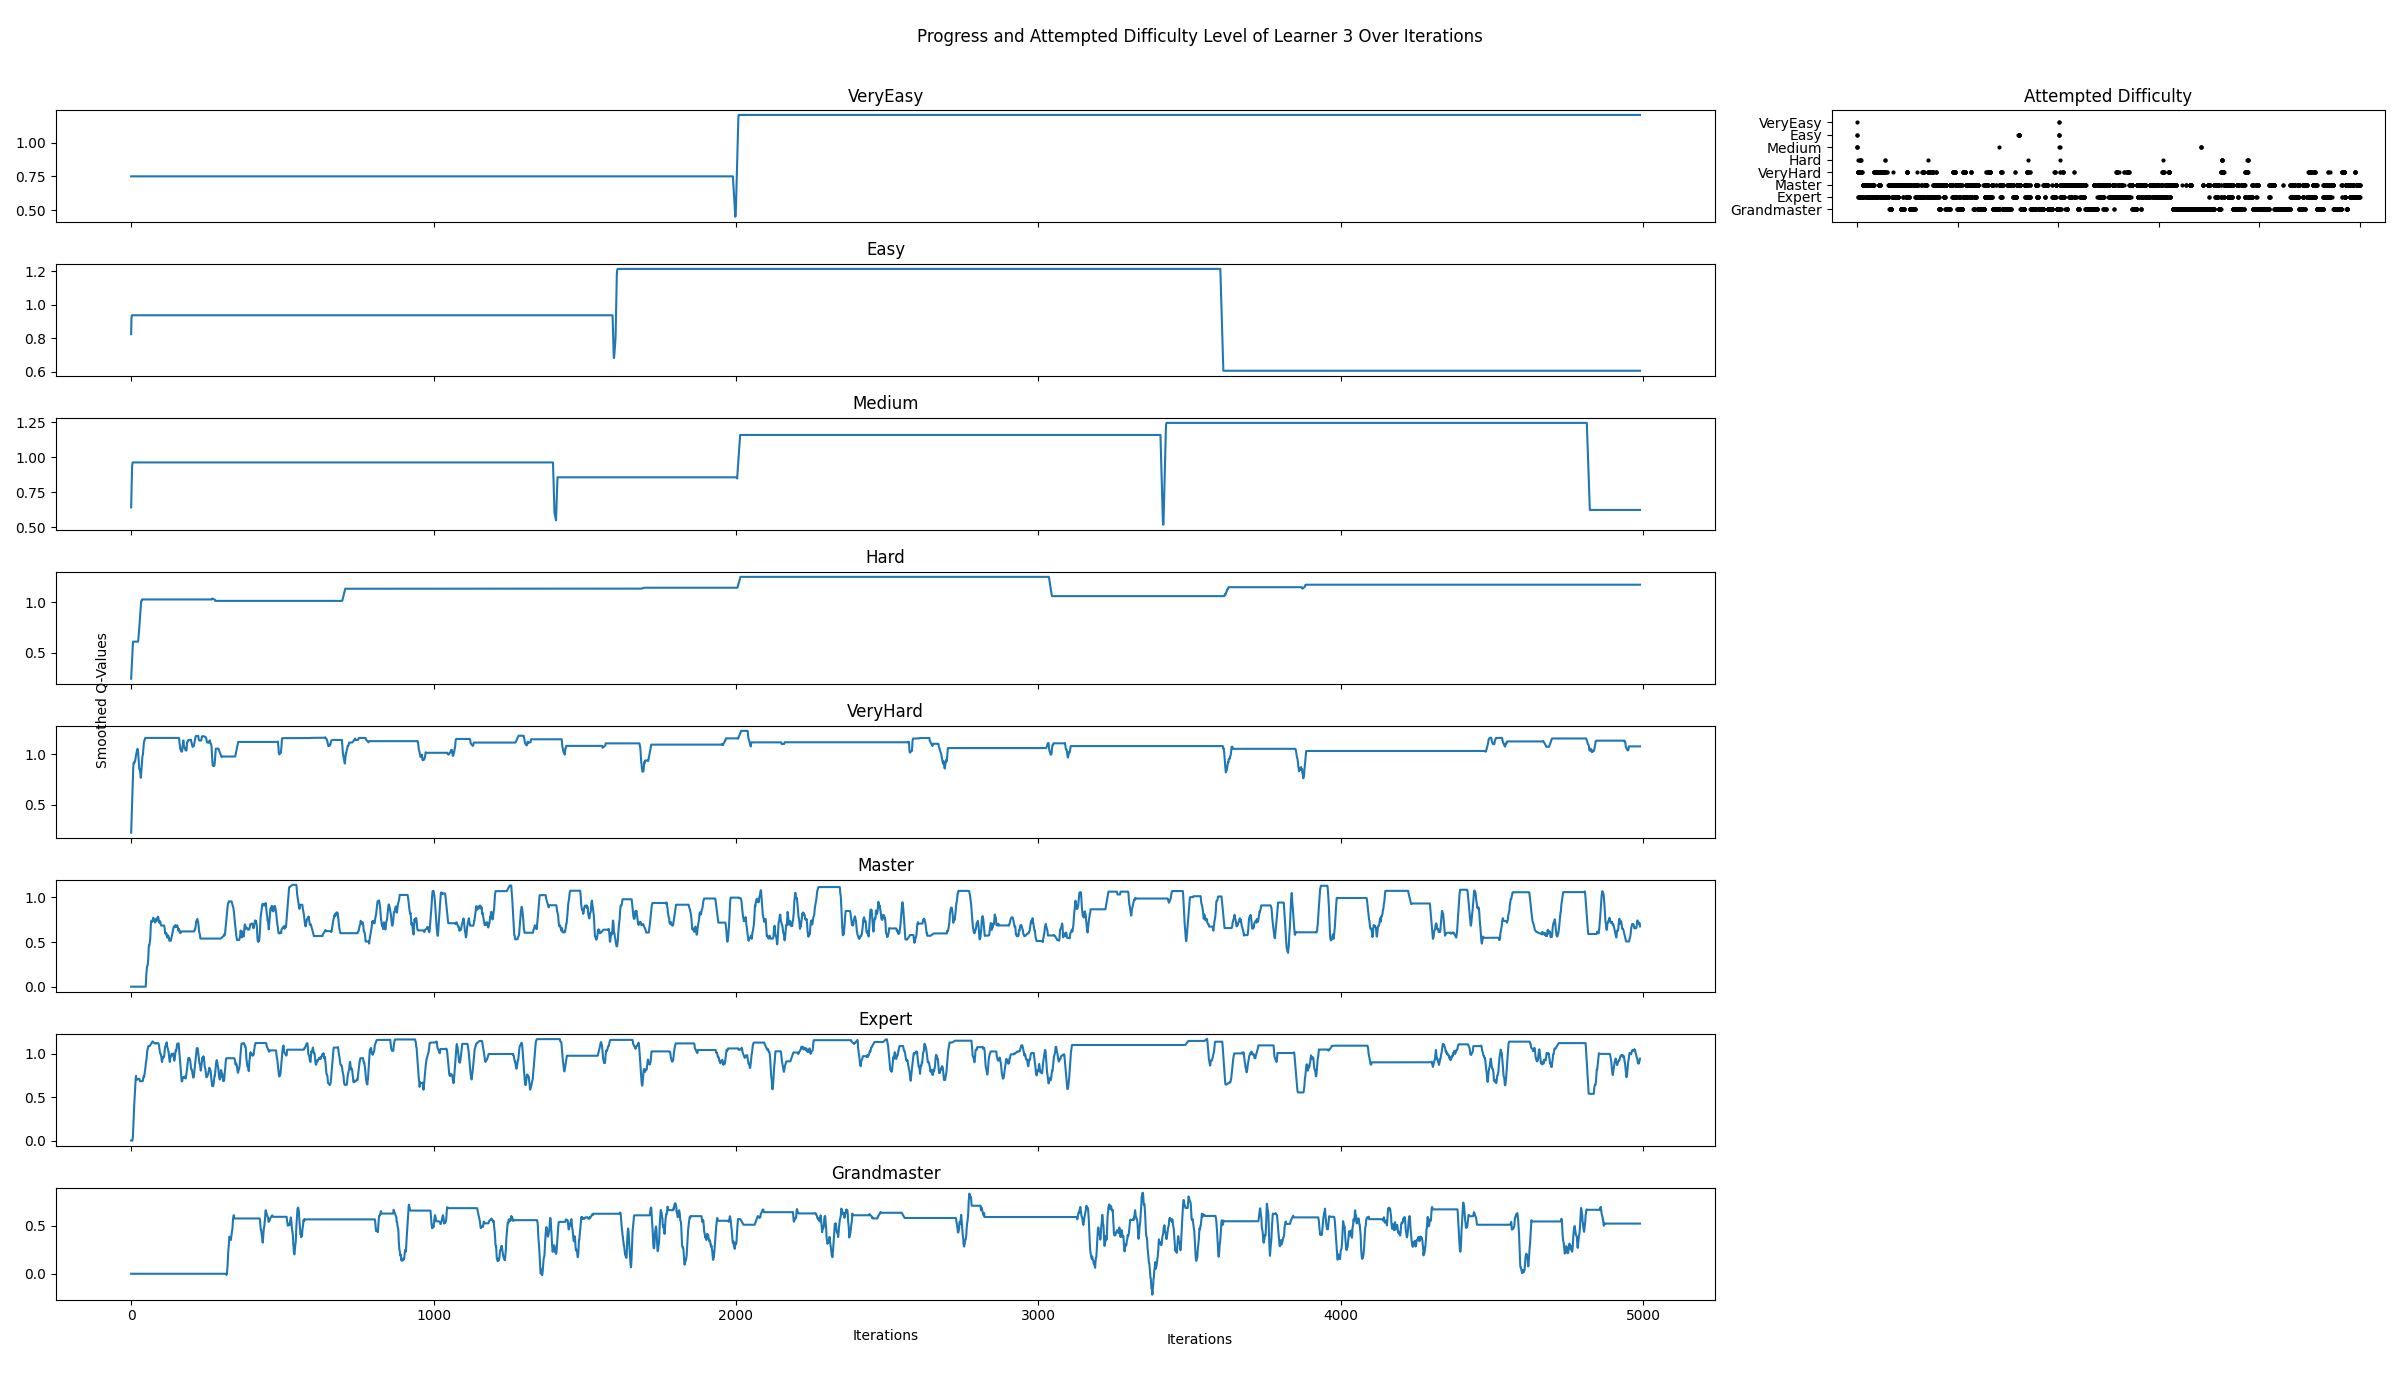 Progress and Attempted Difficulty Level of Learner 3 Over Iterations
VeryEasy
1.00
0.75
0.50
Attempted Difficulty
VeryEasy
Easy
Medium
Hard
VeryHard
Master
Expert
Grandmaster
Easy
1.2
1.0
0.8
0.6
Medium
1.25
1.00
0.75
0.50
Hard
1.0
0.5
Smoothed Q-Values
VeryHard
1.0
0.5
Master
1.0
0.5
0.0
Expert
1.0
0.5
0.0
Grandmaster
0.5
0.0
0 1000 2000 3000 4000 5000
Iterations
Iterations